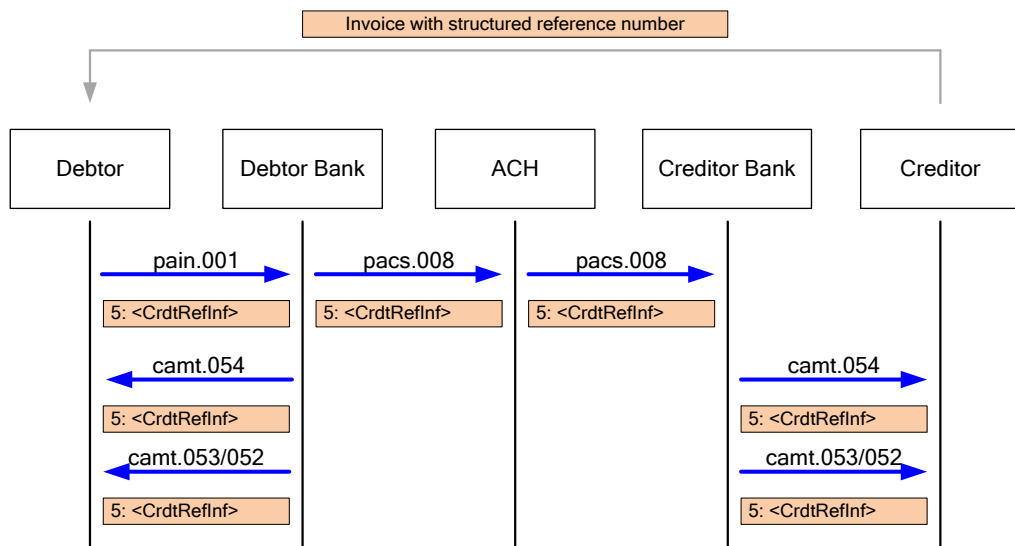 Invoice with structured reference number
Debtor
Debtor Bank
ACH
Creditor Bank
Creditor
pain.001
pacs.008
pacs.008
5: <CrdtRefInf>
5: <CrdtRefInf>
5: <CrdtRefInf>
camt.054
camt.054
5: <CrdtRefInf>
5: <CrdtRefInf>
camt.053/052
camt.053/052
5: <CrdtRefInf>
5: <CrdtRefInf>